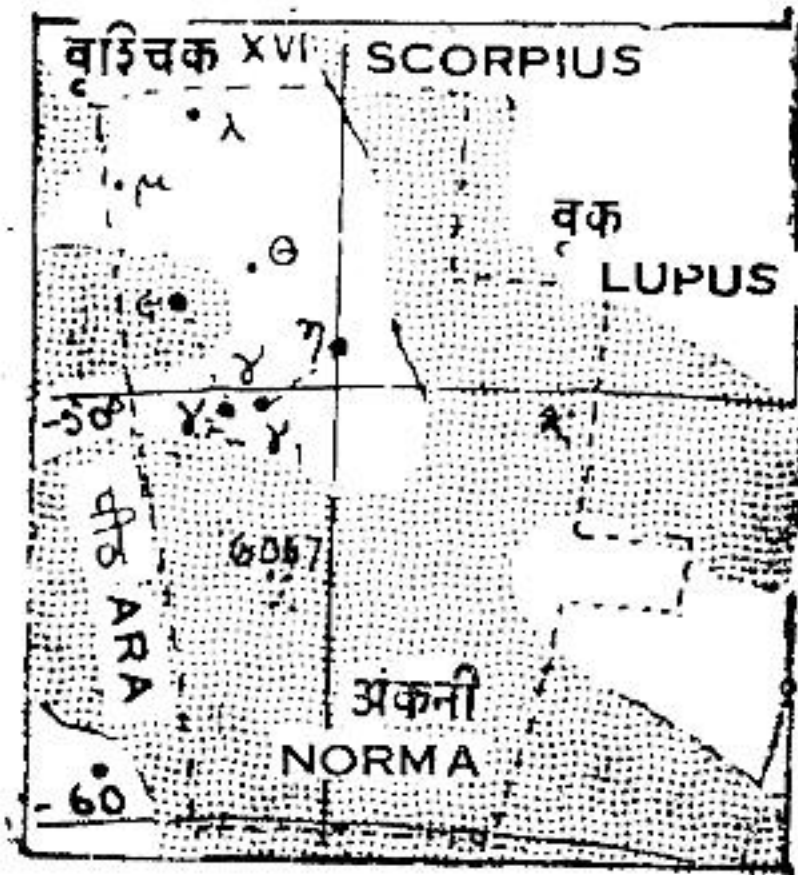 वृश्चिक XVI SCORPIUS
λ
μ
वृक
θ
LUPUS
ε
η
γ
-50°
γ₂
γ₁
6067
ARA
अंकनी
NORMA
-60